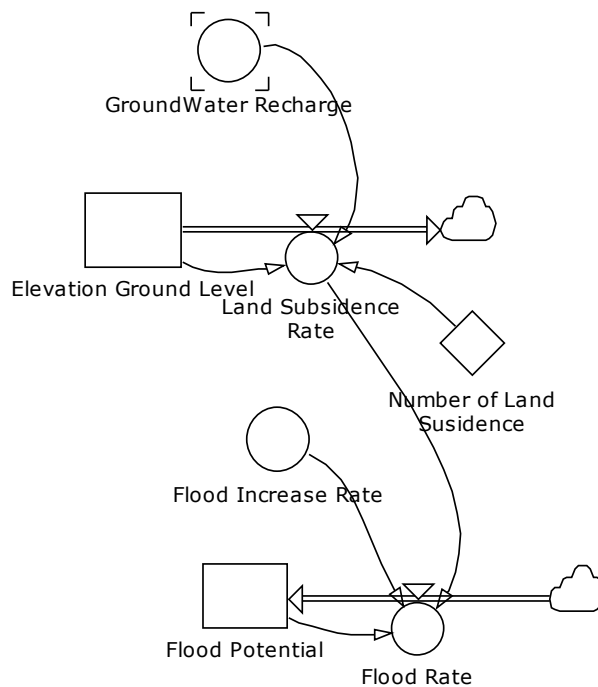 GroundWater Recharge
Elevation Ground Level
Land Subsidence
Rate
Number of Land
Susidence
Flood Increase Rate
Flood Potential
Flood Rate